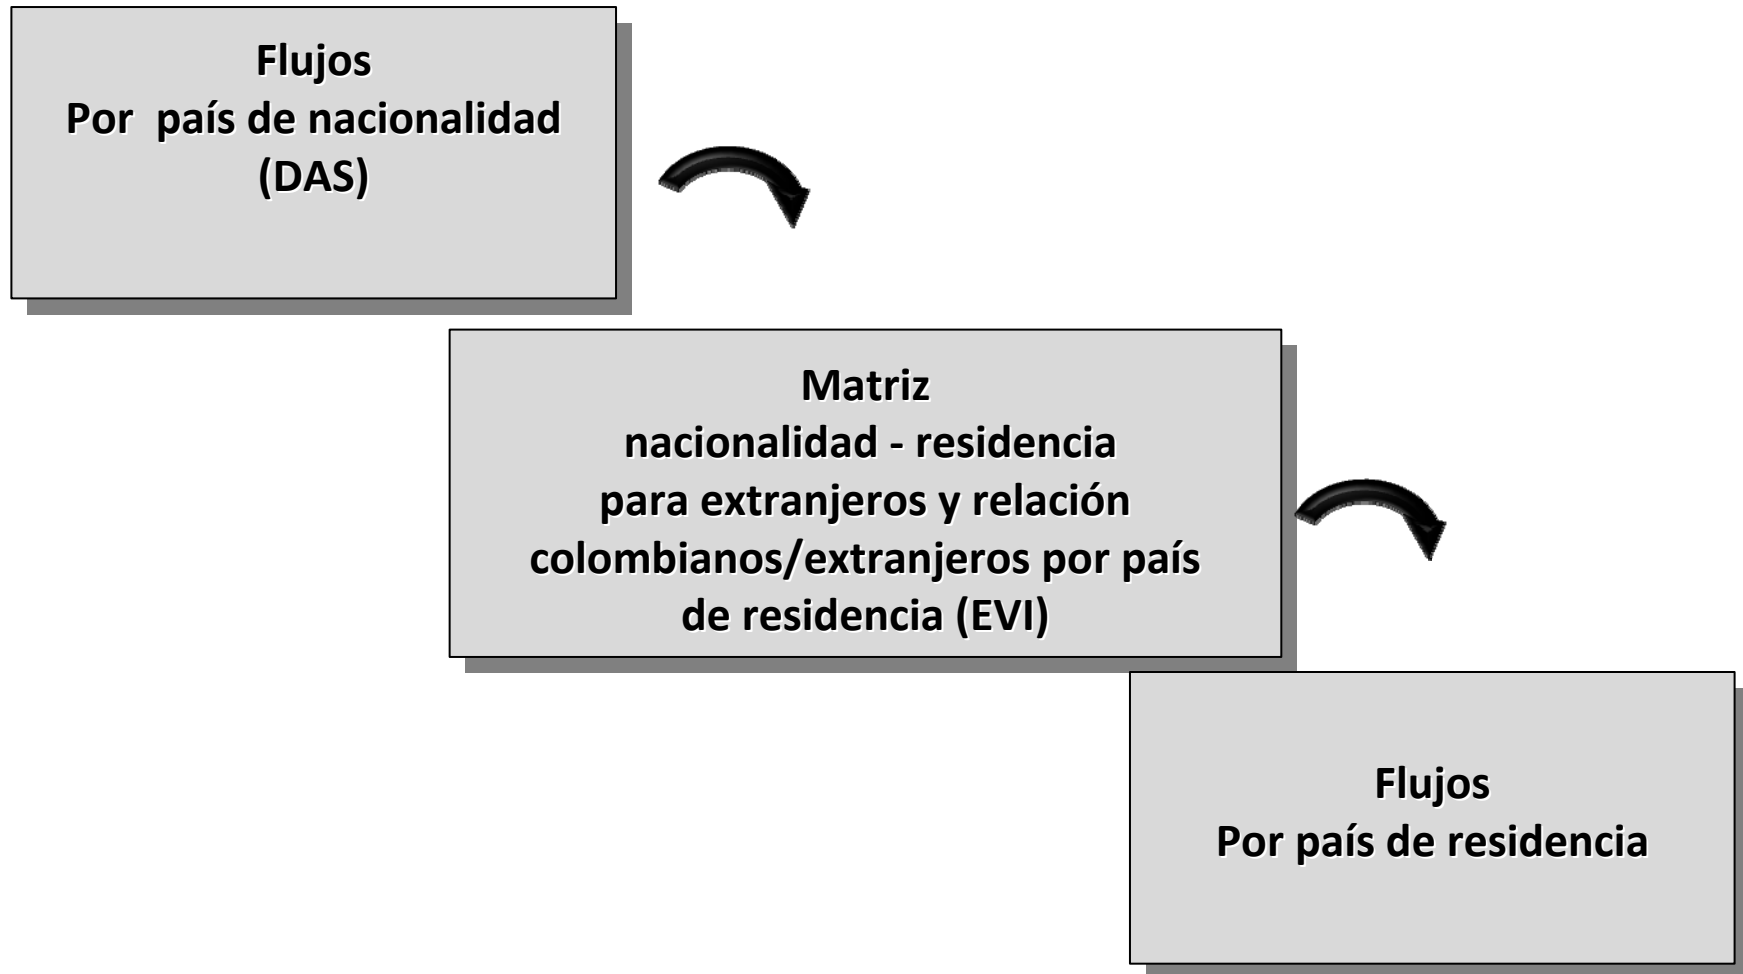 Flujos
Por país de nacionalidad
(DAS)
Matriz
nacionalidad - residencia
para extranjeros y relación
colombianos/extranjeros por país
de residencia (EVI)
Flujos
Por país de residencia